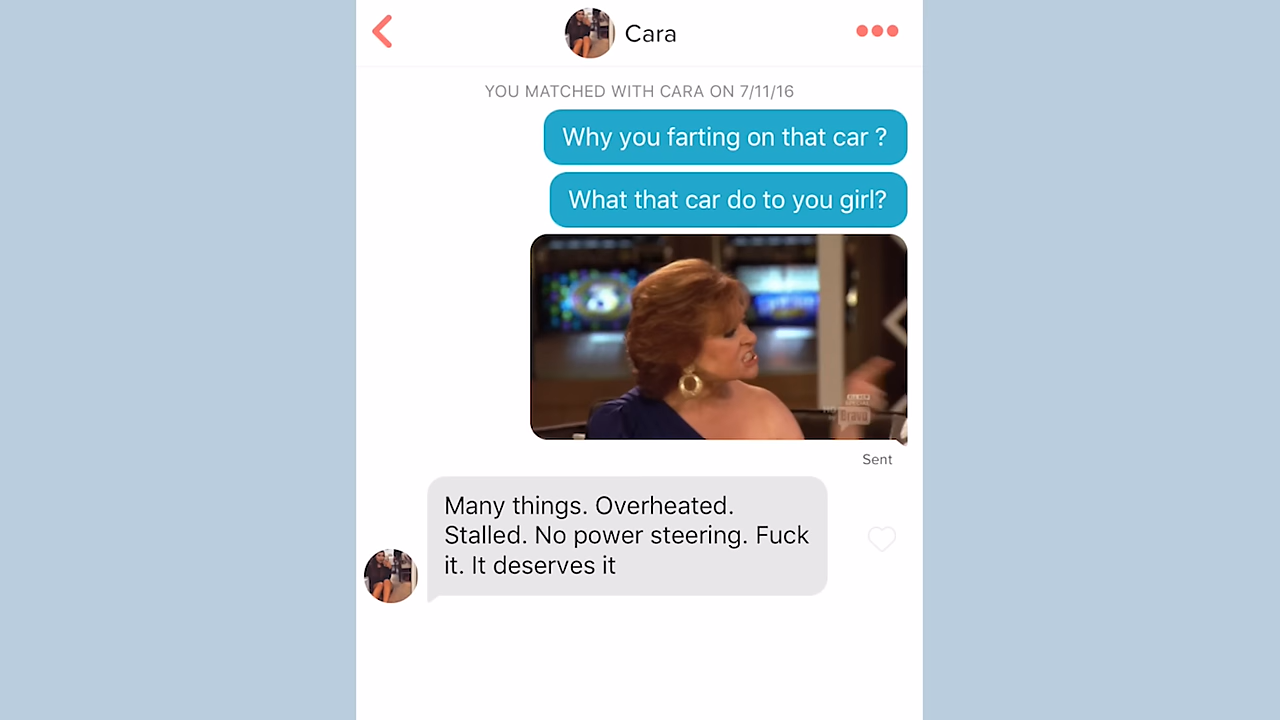 Cara
YOU MATCHED WITH CARA ON 7/11/16
Why you farting on that car ?
What that car do to you girl?
Bravo
Sent
Many things. Overheated.
Stalled. No power steering. Fuck
it. It deserves it